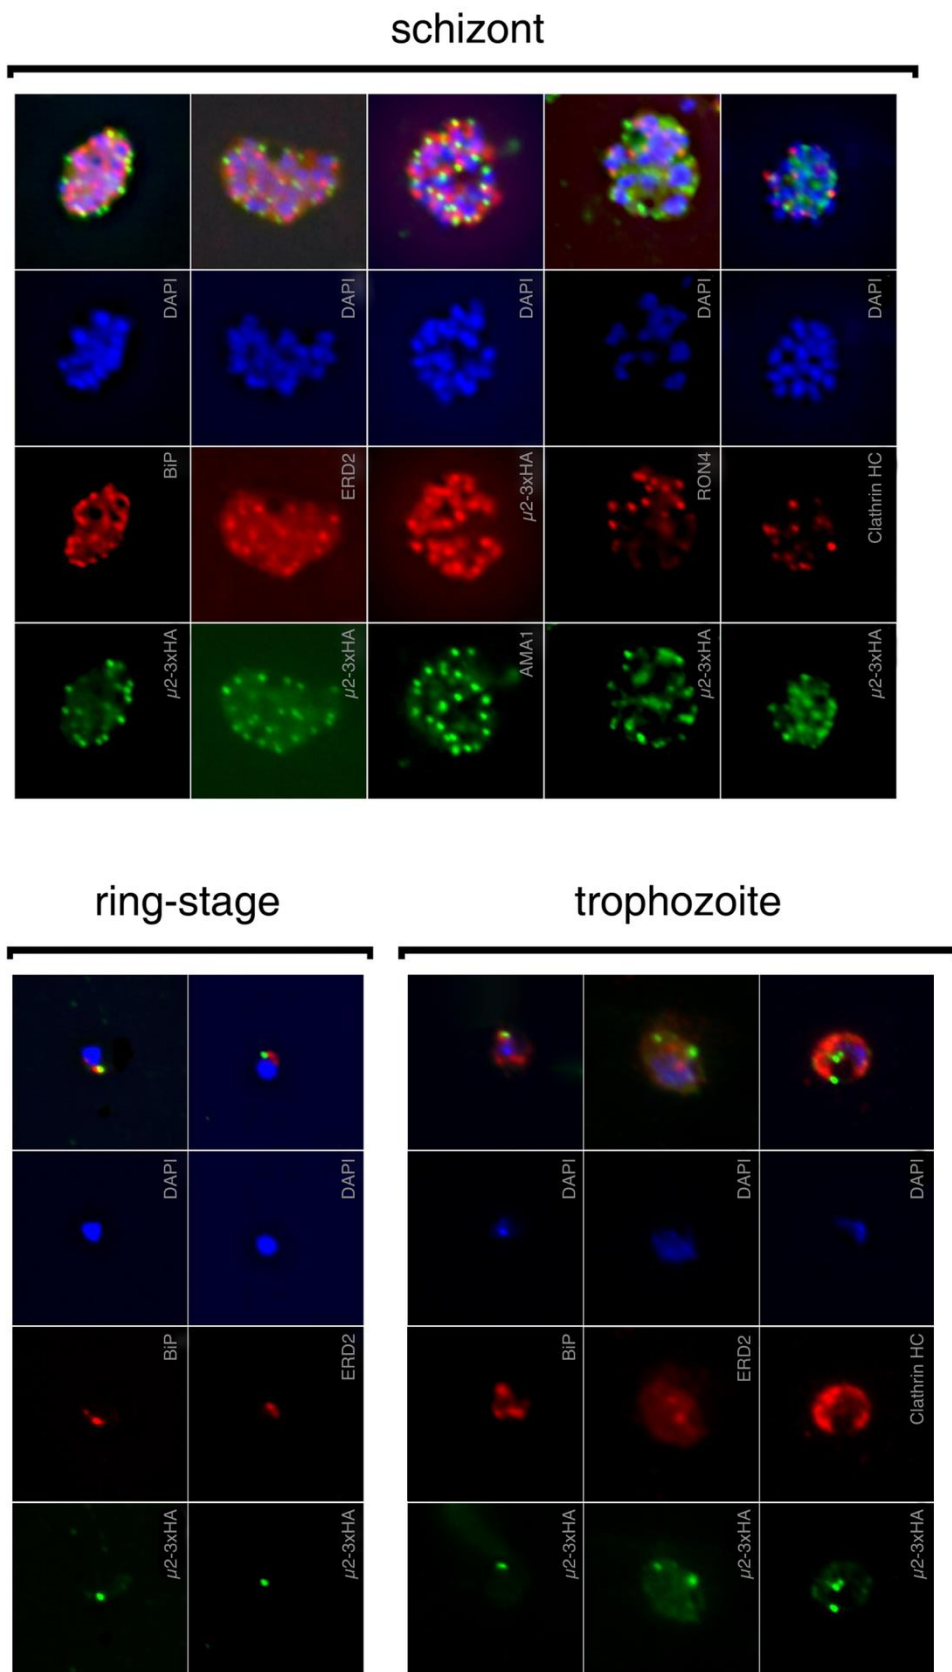 schizont
DAPI
DAPI
DAPI
DAPI
DAPI
BiP
ERD2
µ2-3xHA
RON4
Clathrin HC
µ2-3xHA
µ2-3xHA
AMA1
µ2-3xHA
µ2-3xHA
ring-stage
trophozoite
DAPI
DAPI
DAPI
DAPI
DAPI
BiP
ERD2
BiP
ERD2
Clathrin HC
µ2-3xHA
µ2-3xHA
µ2-3xHA
µ2-3xHA
µ2-3xHA